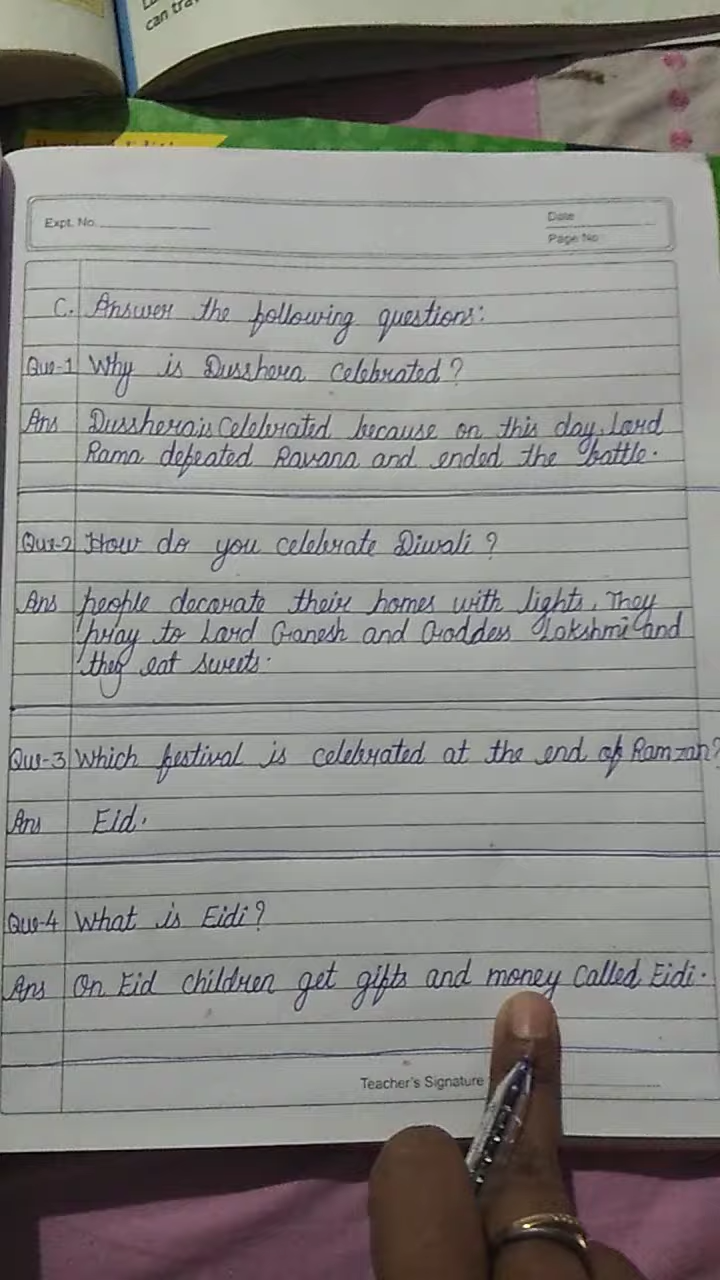 can tra
Expt. No.
Date
Page No.
C. Answer the following questions:
Que-1 Why is Dusshera celebrated?
Ans Dussherais celebrated because on this day, Lord
Rama defeated Ravana and ended the battle.
Que-2 How do you celebrate Diwali?
Ans people decorate their homes with lights. They
pray to Lord Ganesh and Goddess Lakshmi and
they eat sweets.
Que-3 Which festival is celebrated at the end of Ramzan?
Ans Eid.
Que-4 What is Eidi?
Ans On Eid children get gifts and money called Eidi.
Teacher's Signature